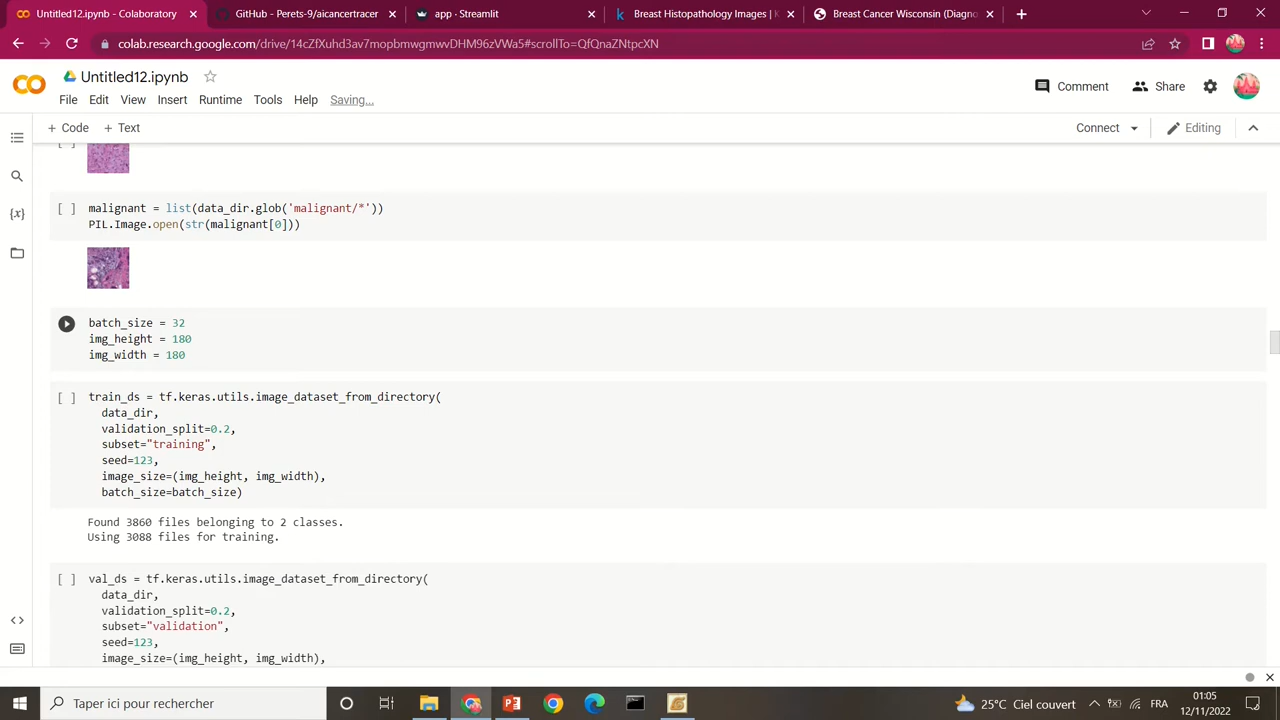 Untitled12.ipynb - Colaboratory
GitHub - Perets-9/aicancertracer
app · Streamlit
Breast Histopathology Images | K
Breast Cancer Wisconsin (Diagno
colab.research.google.com/drive/14cZfXuhd3av7mopbmwgmwvDHM96zVWa5#scrollTo=QfQnaZNtpcXN
Untitled12.ipynb
Comment
Share
File Edit View Insert Runtime Tools Help Saving...
+ Code + Text
Connect
Editing
[ ]
[ ] malignant = list(data_dir.glob('malignant/*'))
PIL.Image.open(str(malignant[0]))
batch_size = 32
img_height = 180
img_width = 180
[ ] train_ds = tf.keras.utils.image_dataset_from_directory(
data_dir,
validation_split=0.2,
subset="training",
seed=123,
image_size=(img_height, img_width),
batch_size=batch_size)
Found 3860 files belonging to 2 classes.
Using 3088 files for training.
[ ] val_ds = tf.keras.utils.image_dataset_from_directory(
data_dir,
validation_split=0.2,
subset="validation",
seed=123,
image_size=(img_height, img_width),
Taper ici pour rechercher
25°C Ciel couvert
FRA
01:05
12/11/2022